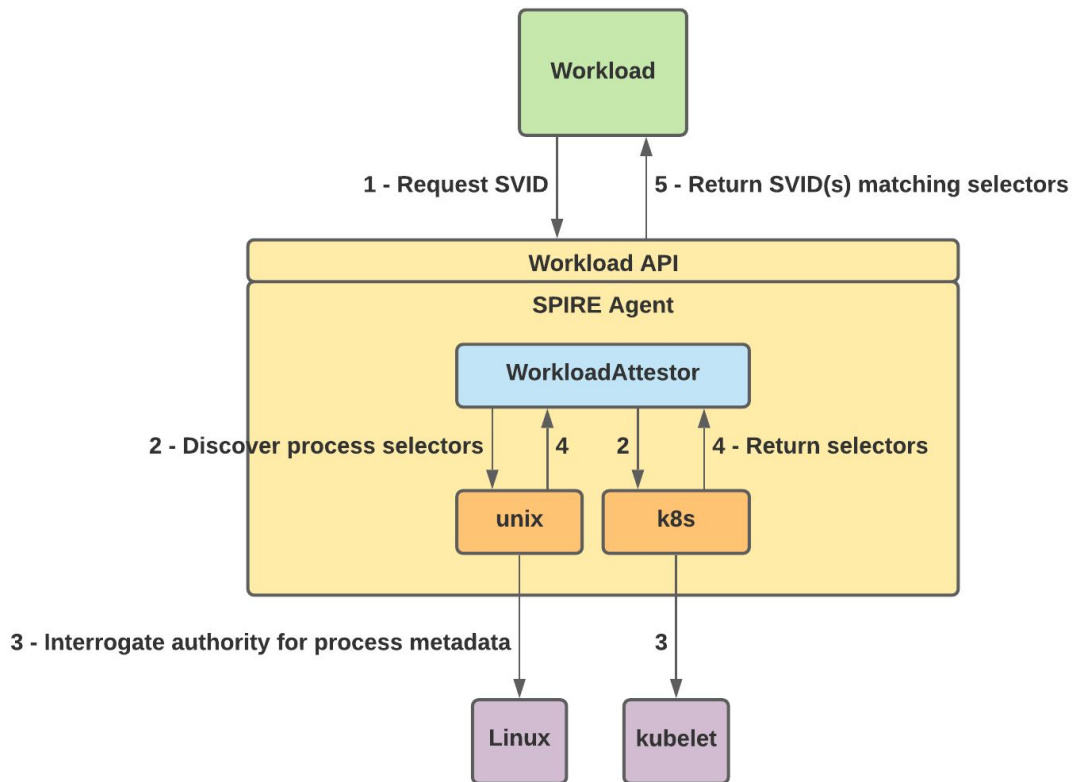 Workload
1 - Request SVID
5 - Return SVID(s) matching selectors
Workload API
SPIRE Agent
WorkloadAttestor
2 - Discover process selectors
4
2
4 - Return selectors
unix
k8s
3 - Interrogate authority for process metadata
3
Linux
kubelet